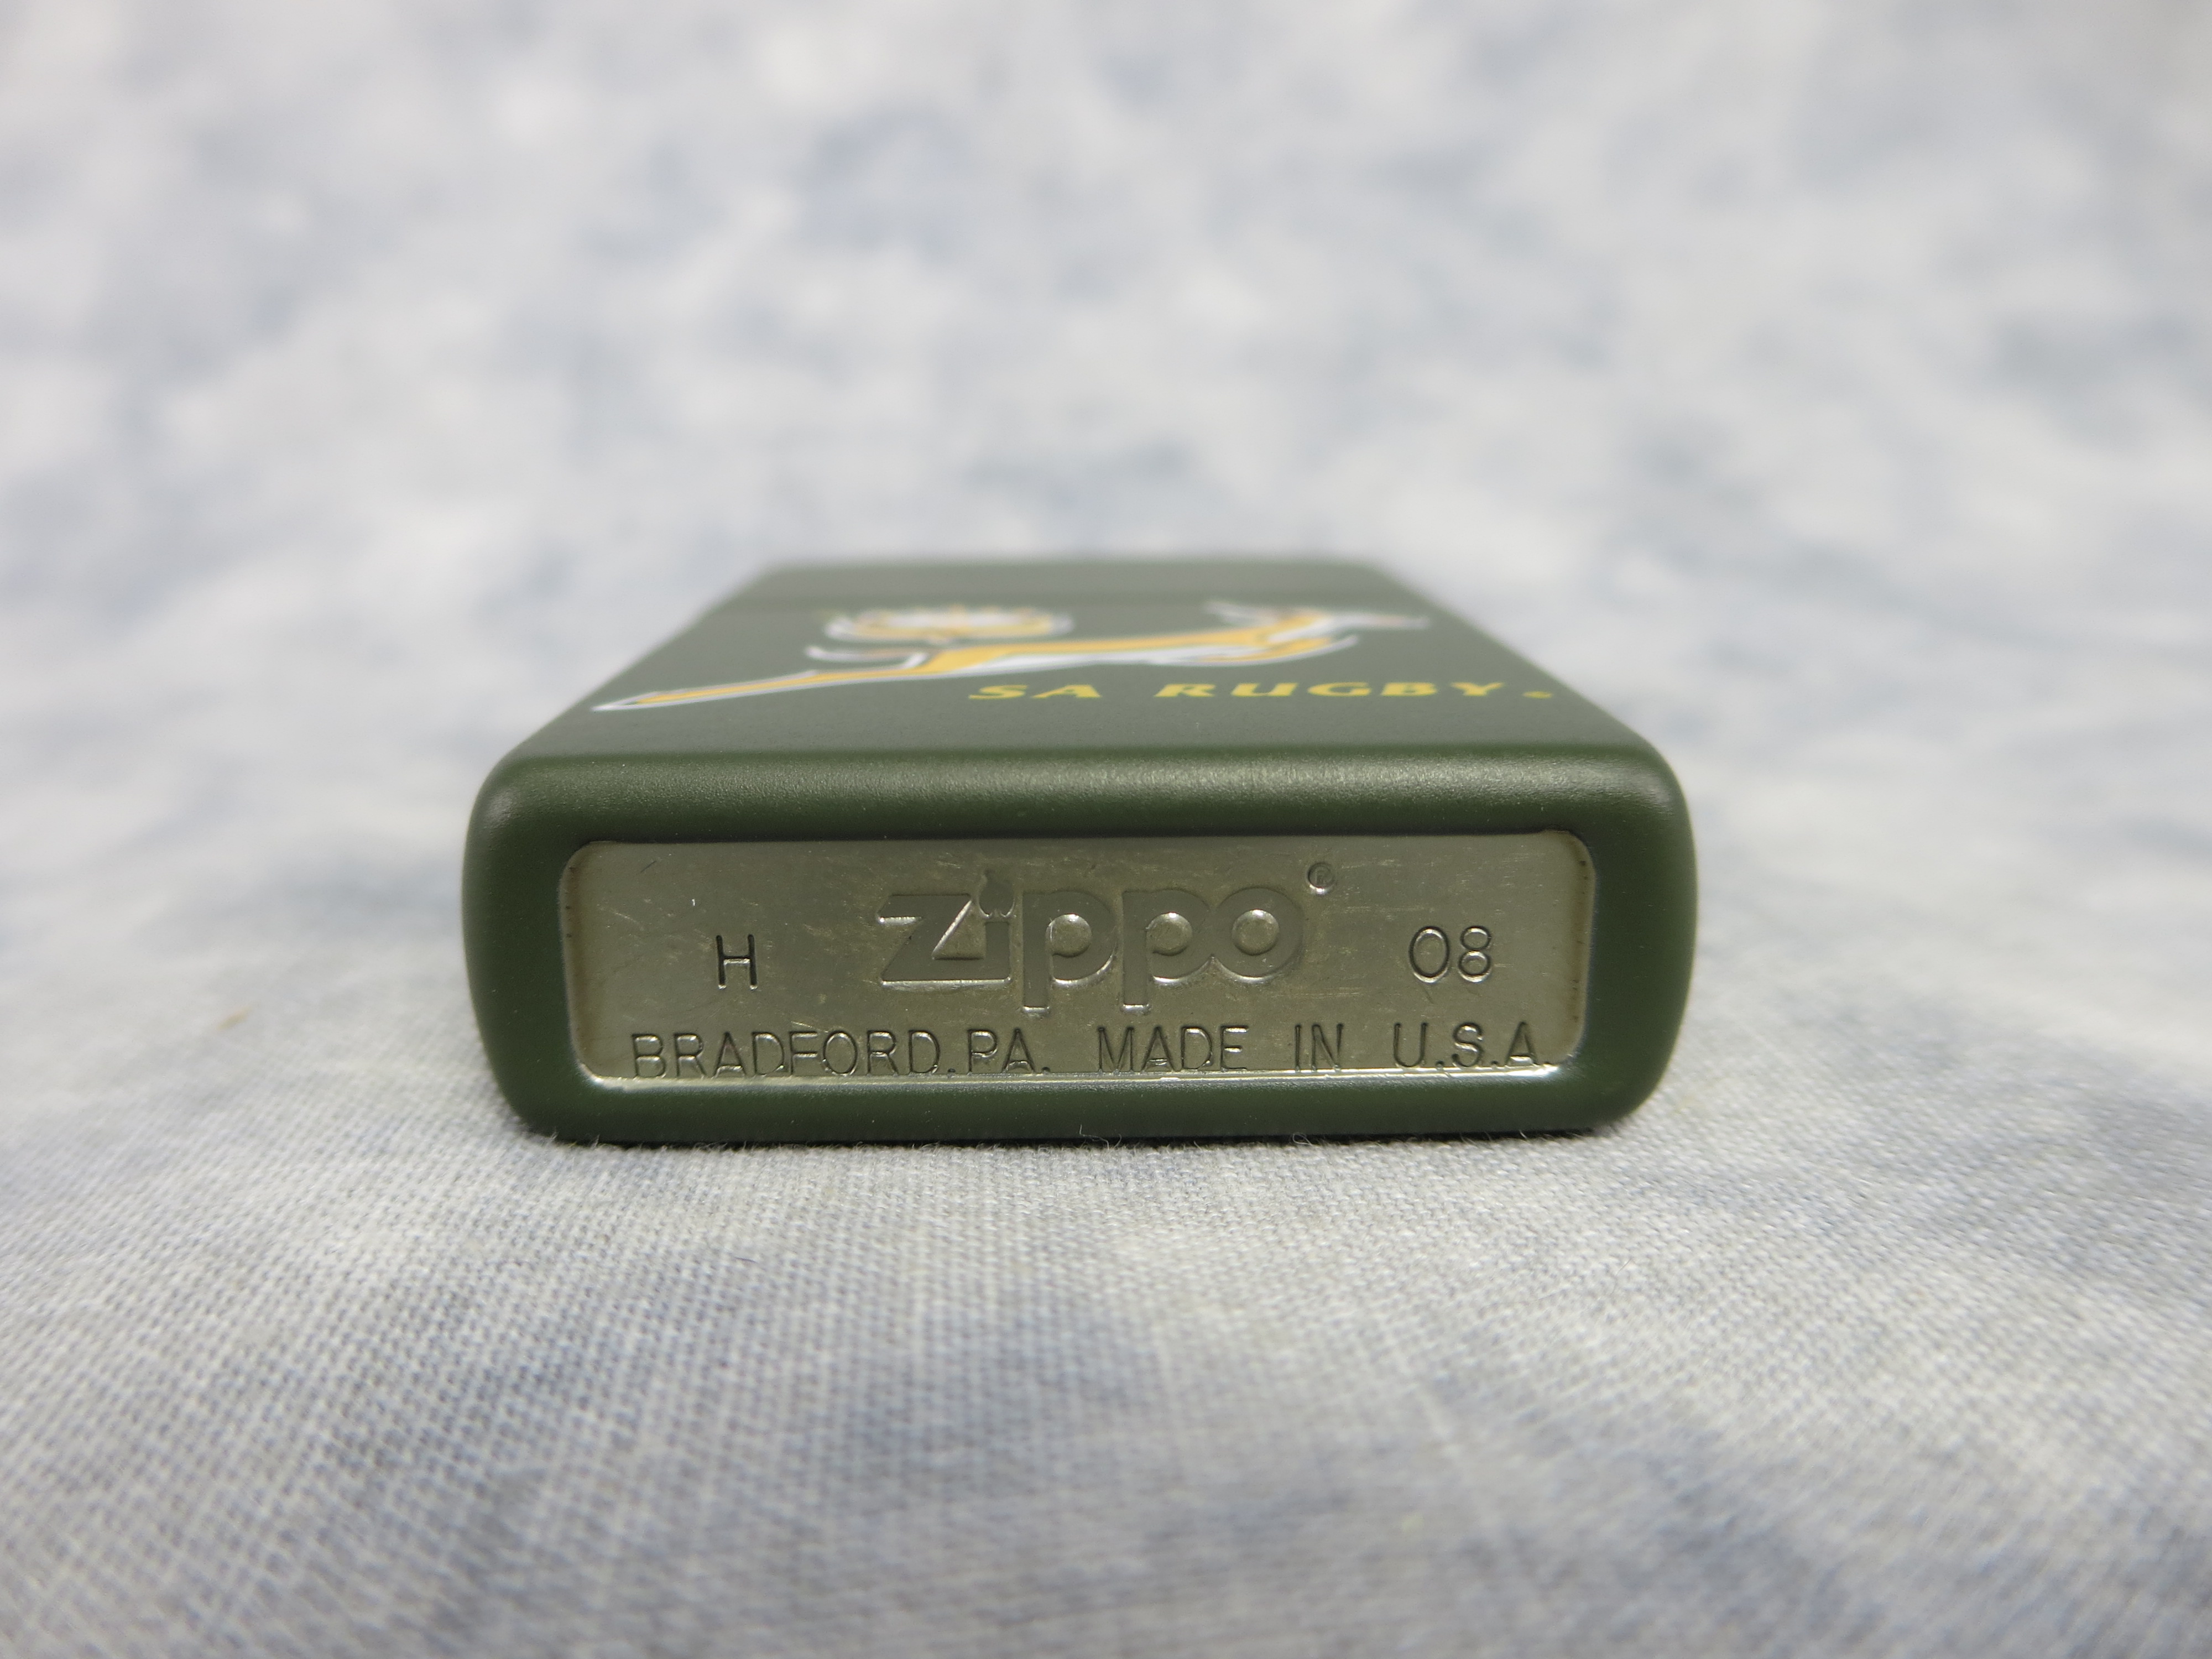 SA RUGBY.
H zippo® 08
BRADFORD.PA. MADE IN U.S.A.